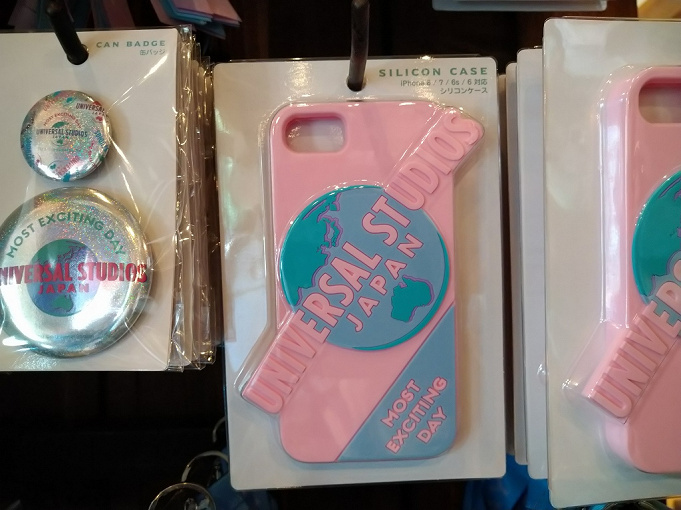 CAN BADGE
缶バッジ
UNIVERSAL STUDIOS
JAPAN
MOST EXCITING DAY
UNIVERSAL STUDIOS
JAPAN
SILICON CASE
iPhone 8 / 7 / 6s / 6 対応
シリコンケース
UNIVERSAL STUDIOS
JAPAN
MOST
EXCITING
DAY